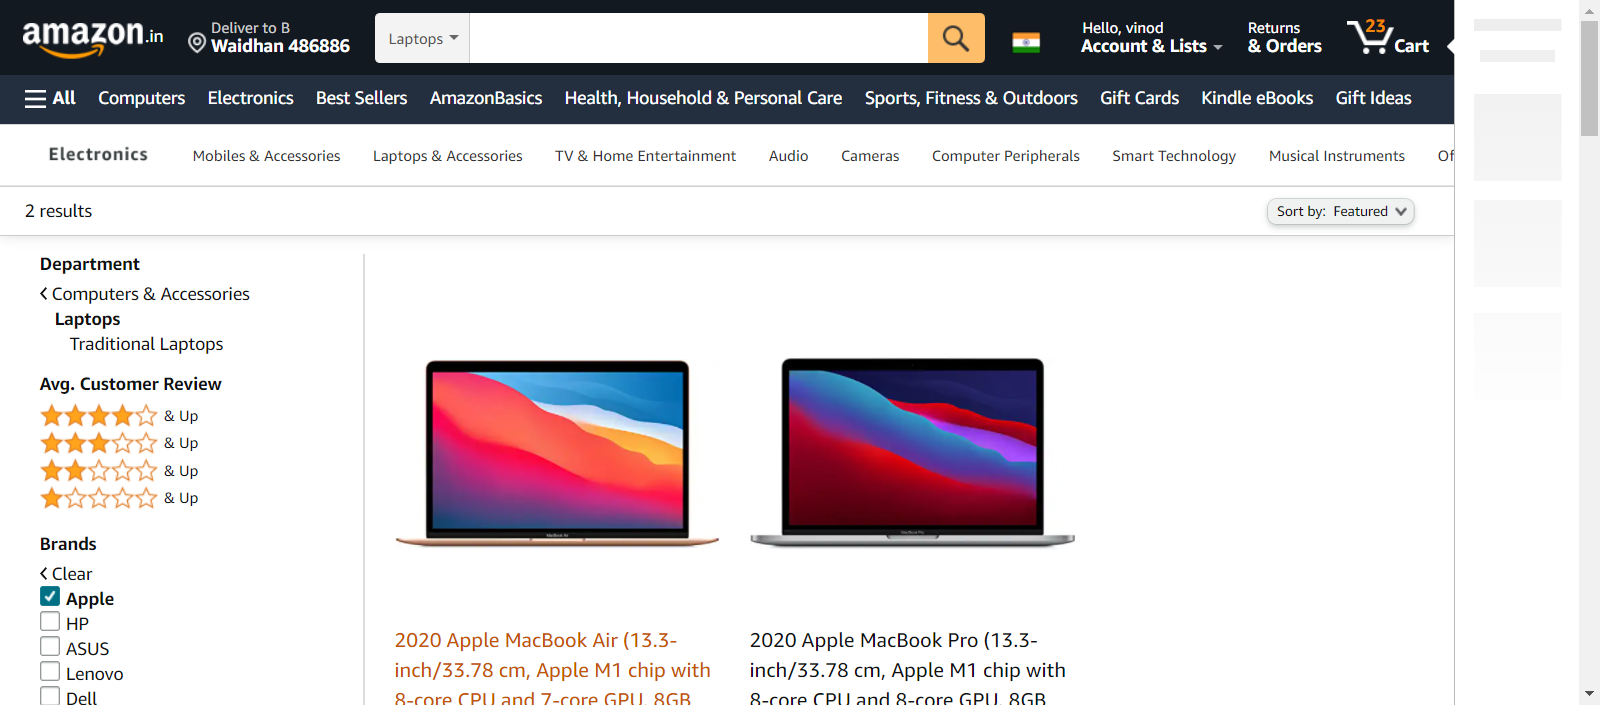 amazon.in
Deliver to B
Waidhan 486886
Laptops
Hello, vinod
Account & Lists
Returns
& Orders
23
Cart
All Computers Electronics Best Sellers AmazonBasics Health, Household & Personal Care Sports, Fitness & Outdoors Gift Cards Kindle eBooks Gift Ideas
Electronics Mobiles & Accessories Laptops & Accessories TV & Home Entertainment Audio Cameras Computer Peripherals Smart Technology Musical Instruments Of
2 results
Sort by: Featured
Department
Computers & Accessories
Laptops
Traditional Laptops
Avg. Customer Review
& Up
& Up
& Up
& Up
Brands
Clear
Apple
HP
ASUS
Lenovo
Dell
MacBook Air
MacBook Pro
2020 Apple MacBook Air (13.3-
inch/33.78 cm, Apple M1 chip with
8-core CPU and 7-core GPU, 8GB
2020 Apple MacBook Pro (13.3-
inch/33.78 cm, Apple M1 chip with
8-core CPU and 8-core GPU, 8GB